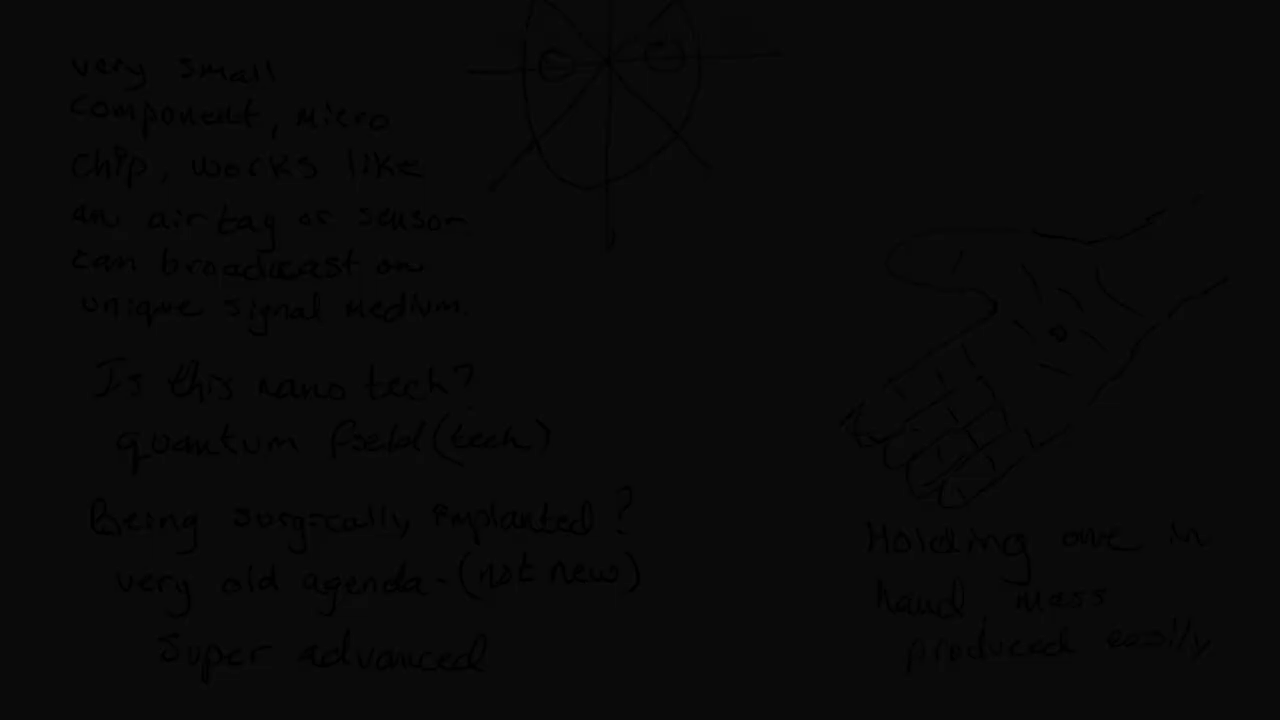 very small
component, micro
chip, works like
an air tag or sensor
can broadcast on
unique signal medium.
Is this nano tech?
quantum field (tech)
Being surgically implanted?
very old agenda - (not new)
Super advanced
Holding one in
hand mass
produced easily